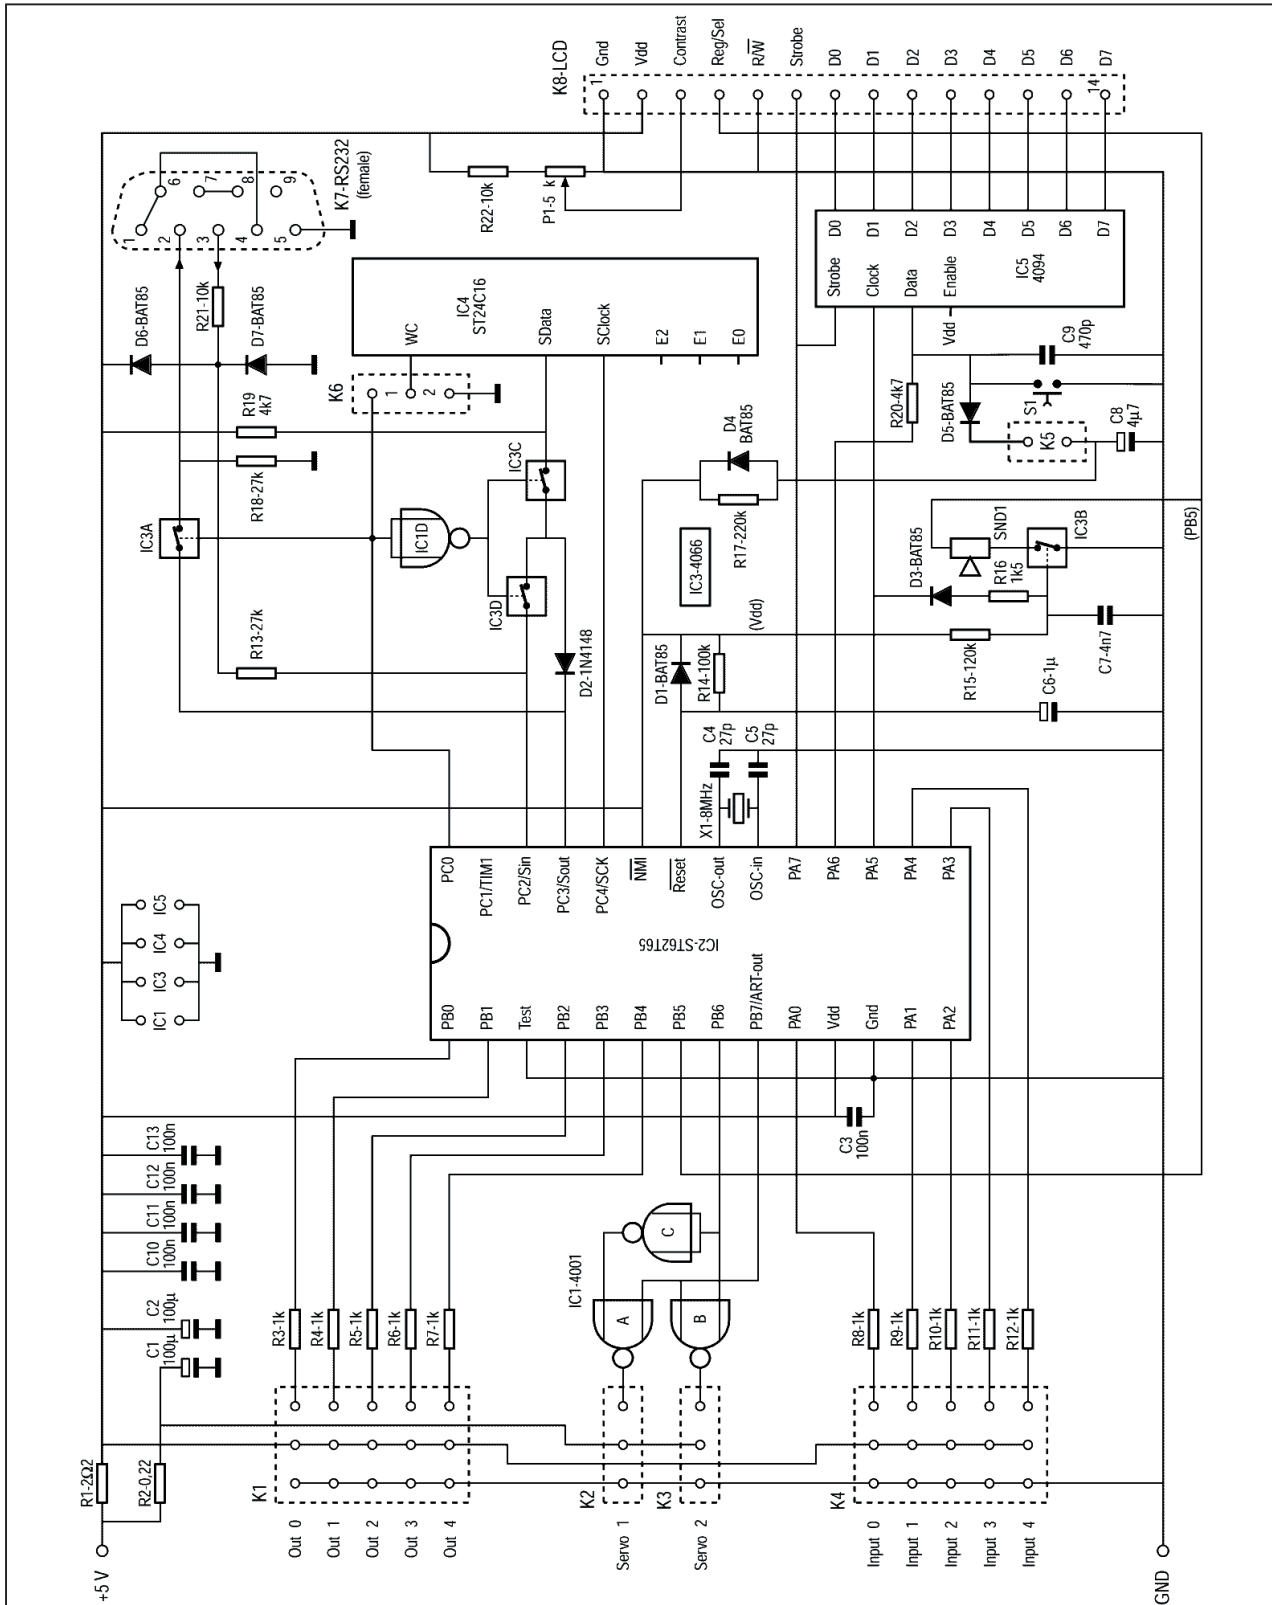 K8-LCD
1
Gnd
Vdd
Contrast
Reg/Sel
R/W
Strobe
D0
D1
D2
D3
D4
D5
D6
D7
14
K7-RS232
(female)
1
2
3
4
5
6
7
8
9
R22-10k
P1-5 k
D6-BAT85
R21-10k
D7-BAT85
IC4
ST24C16
WC
SData
SClock
E2
E1
E0
D0
D1
D2
D3
D4
D5
D6
D7
Strobe
Clock
Data
Enable
IC5
4094
Vdd
K6
1
2
R19
4k7
R18-27k
IC3A
IC1D
IC3C
IC3D
D4
BAT85
R17-220k
IC3-4066
R20-4k7
D5-BAT85
S1
K5
C9
470p
C8
4µ7
R13-27k
D2-1N4148
D1-BAT85
R14-100k
(Vdd)
D3-BAT85
SND1
R16
1k5
IC3B
(PB5)
R15-120k
C7-4n7
C6-1µ
C4
27p
C5
27p
X1-8MHz
PC0
PC1/TIM1
PC2/Sin
PC3/Sout
PC4/SCK
NMI
Reset
OSC-out
OSC-in
PA7
PA6
PA5
PA4
PA3
IC2-ST62T65
PB0
PB1
Test
PB2
PB3
PB4
PB5
PB6
PB7/ART-out
PA0
Vdd
Gnd
PA1
PA2
IC1
IC3
IC4
IC5
C3
100n
C1
100µ
C2
100µ
C10
100n
C11
100n
C12
100n
C13
100n
IC1-4001
A
B
C
R3-1k
R4-1k
R5-1k
R6-1k
R7-1k
R8-1k
R9-1k
R10-1k
R11-1k
R12-1k
R1-2Ω2
R2-0,22
K1
K2
K3
K4
+5 V
Out 0
Out 1
Out 2
Out 3
Out 4
Servo 1
Servo 2
Input 0
Input 1
Input 2
Input 3
Input 4
GND